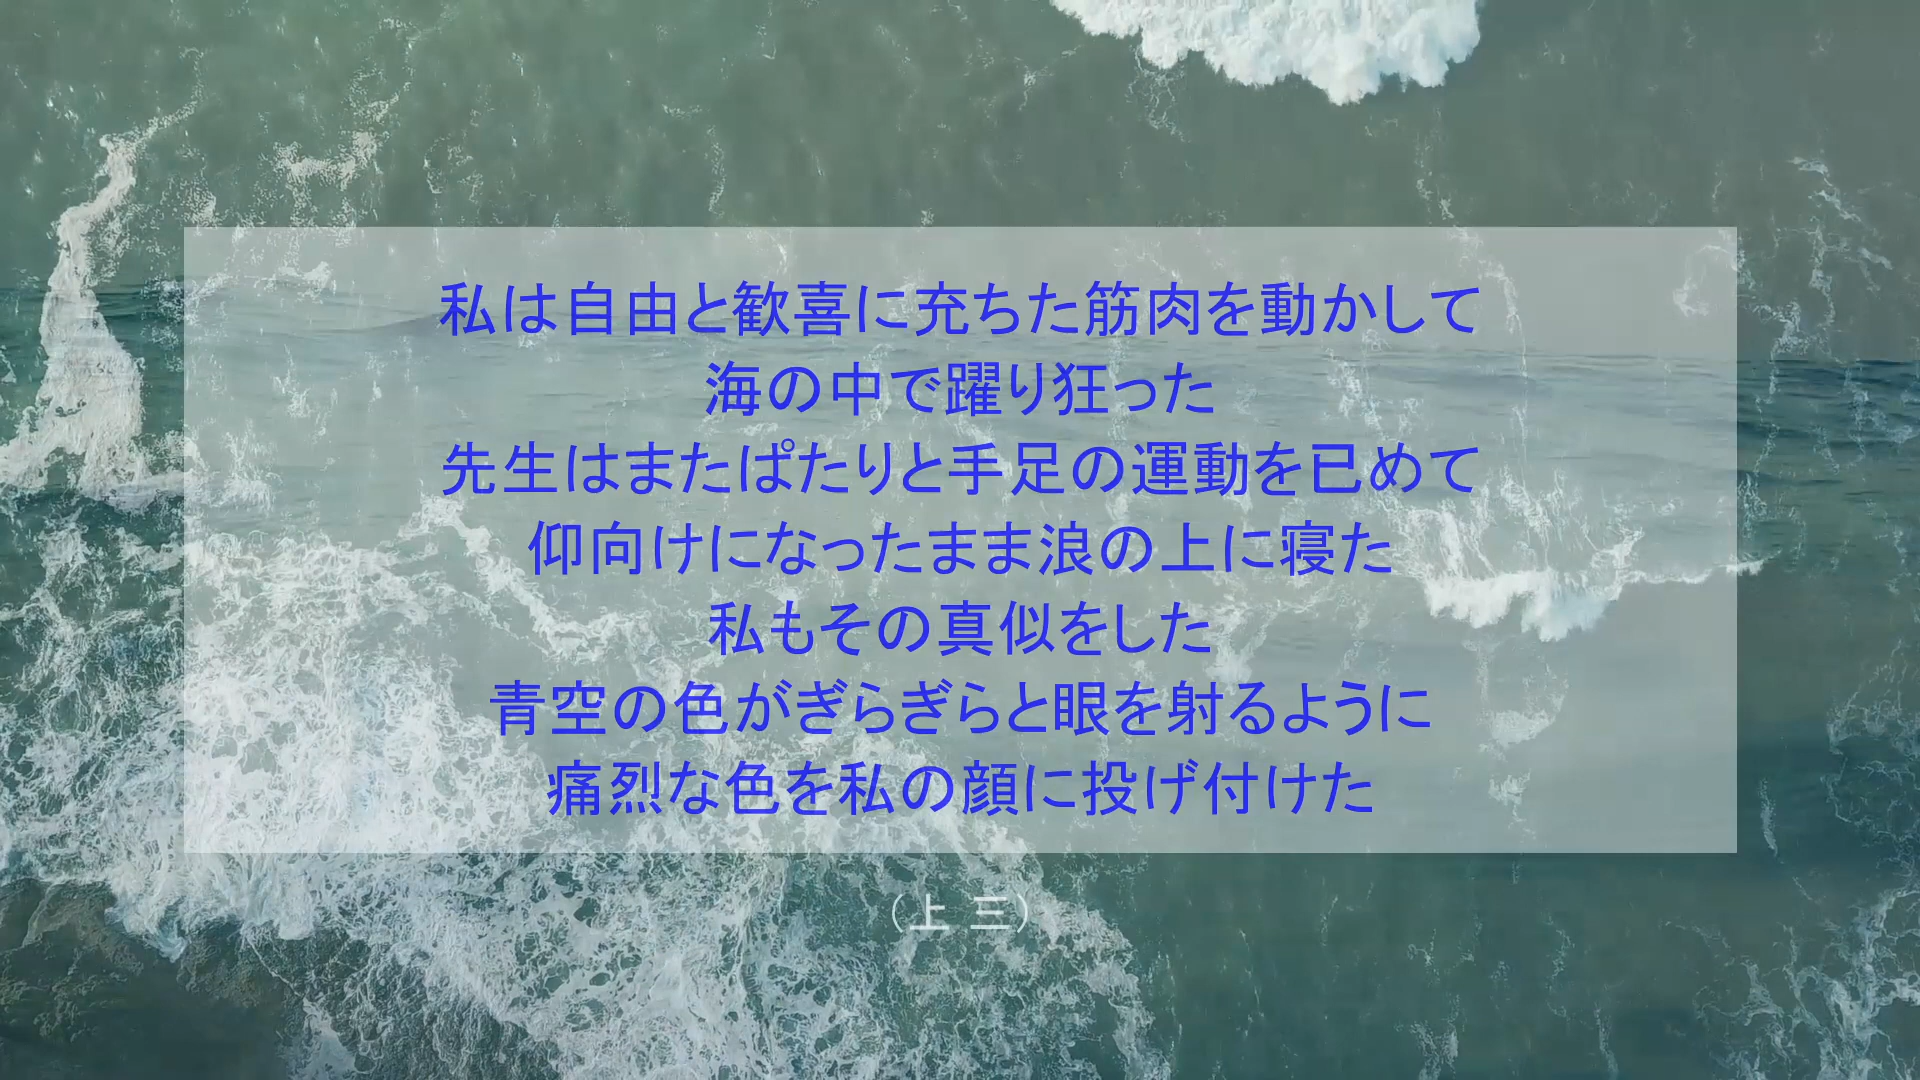 私は自由と歓喜に充ちた筋肉を動かして
海の中で躍り狂った
先生はまたぱたりと手足の運動を已めて
仰向けになったまま浪の上に寝た
私もその真似をした
青空の色がぎらぎらと眼を射るように
痛烈な色を私の顔に投げ付けた
（上 三）